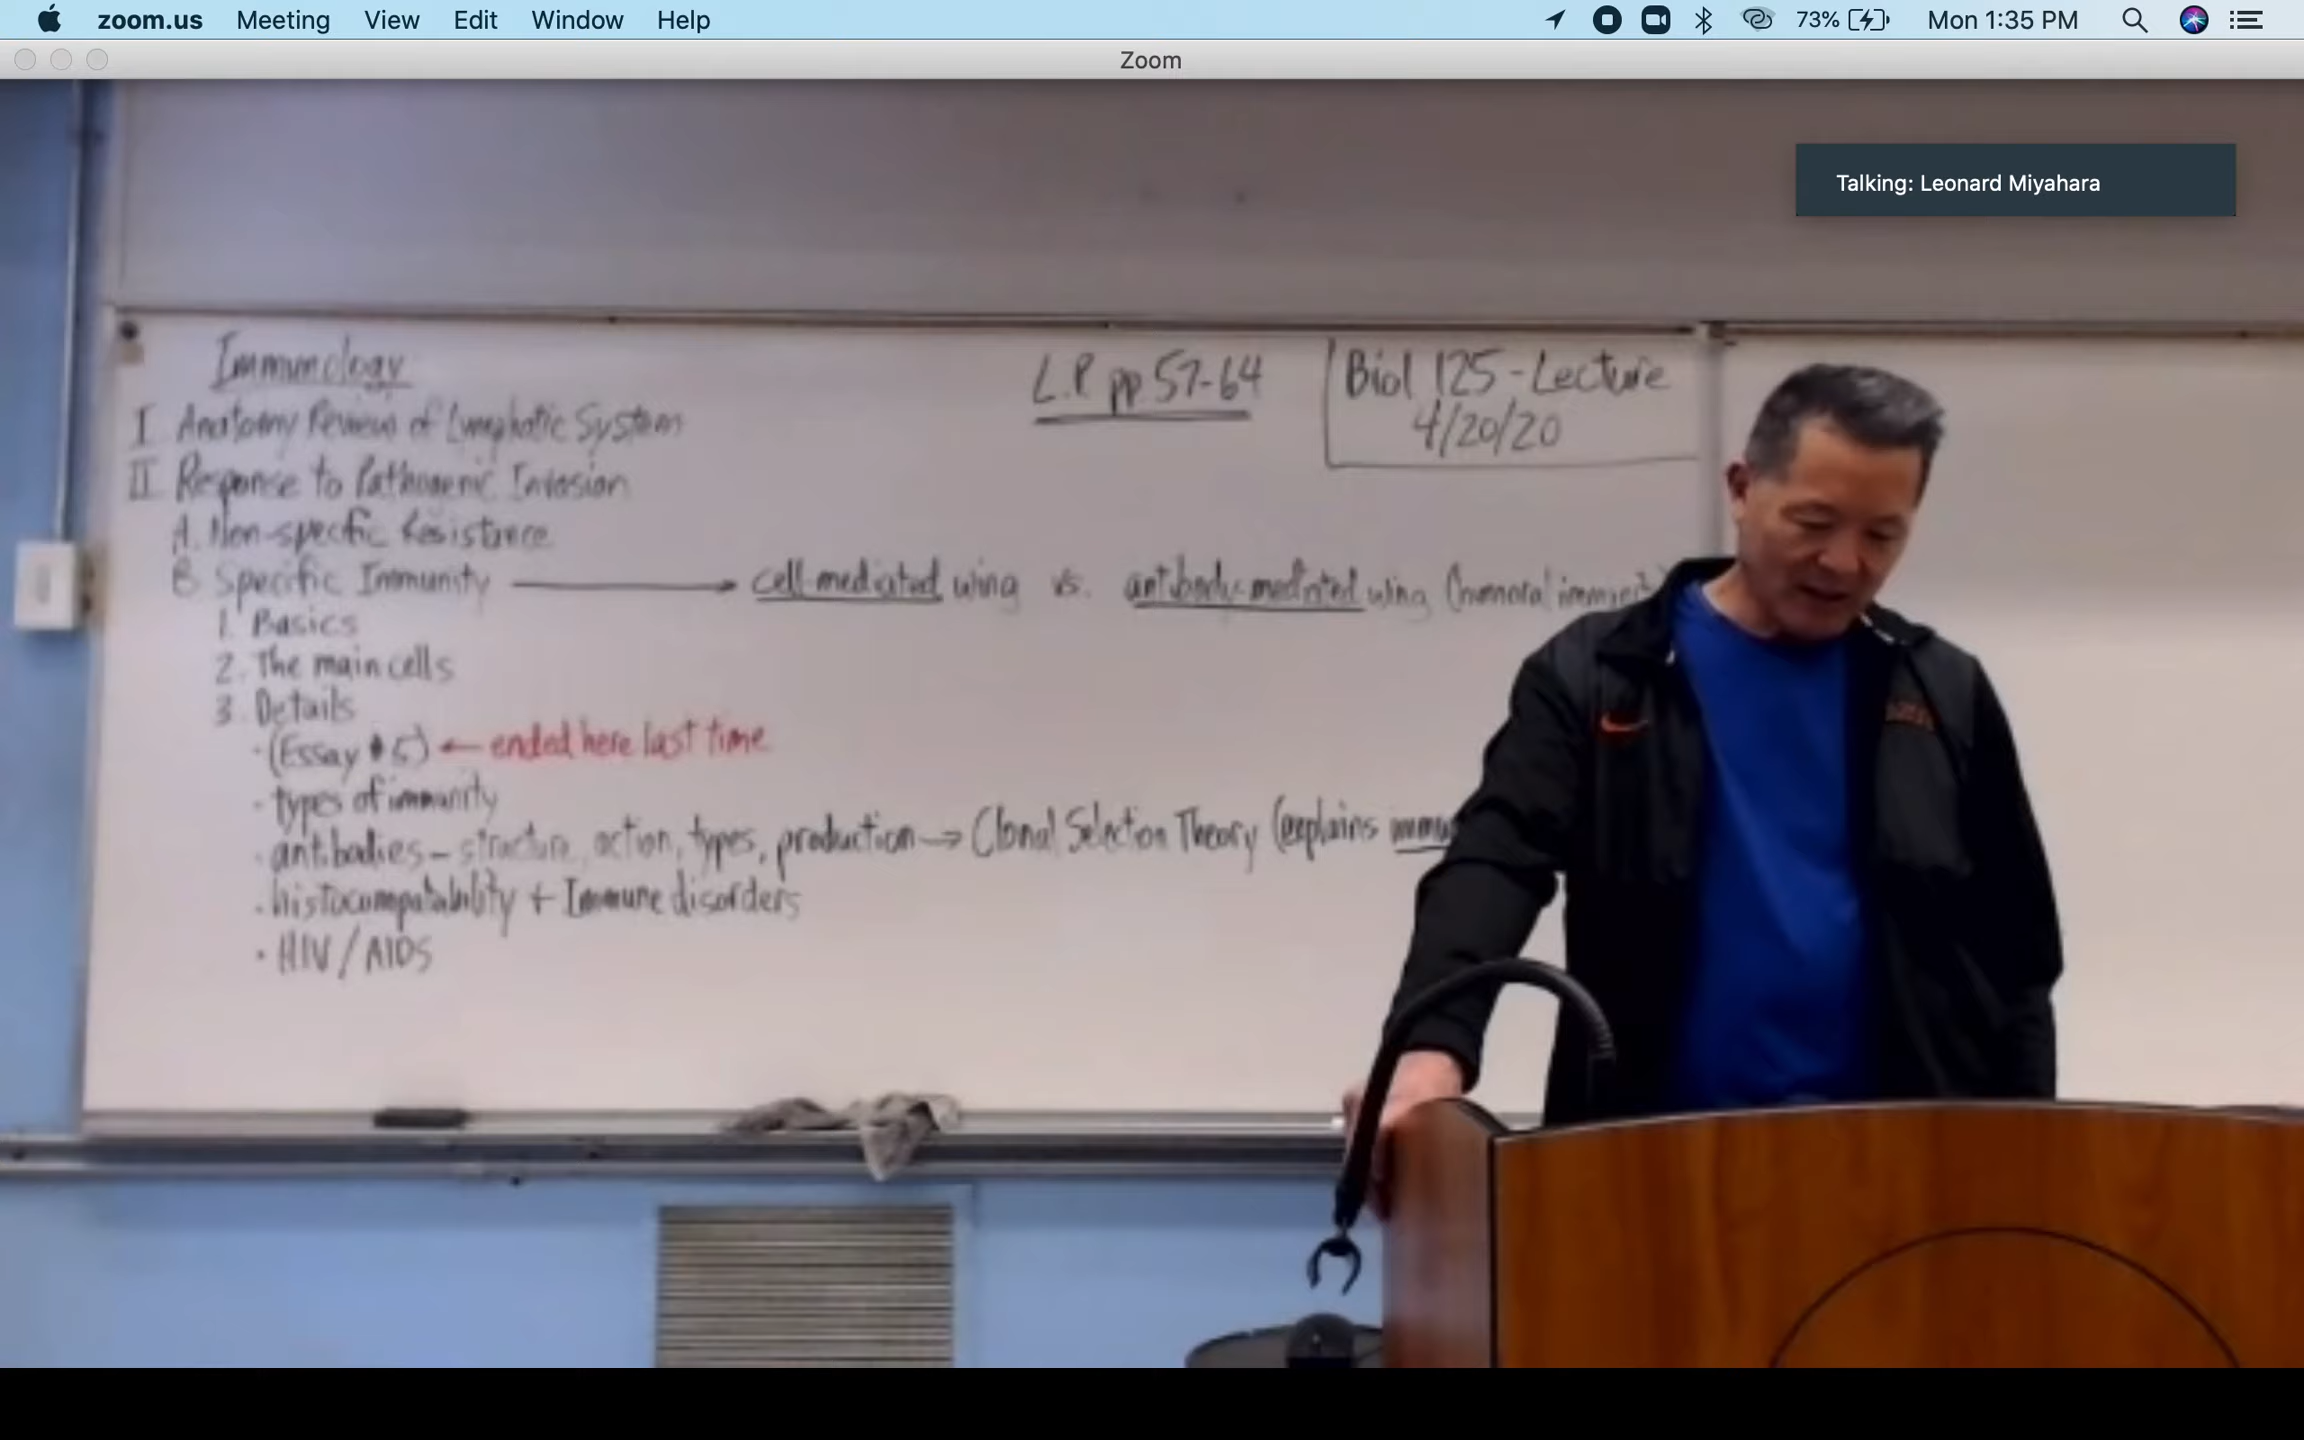 zoom.us Meeting View Edit Window Help 73% Mon 1:35 PM
Zoom
Talking: Leonard Miyahara
Immunology
L.P. pp. 57-64
Biol 125 - Lecture
4/20/20
I Anatomy Review of Lymphatic System
II Response to Pathogenic Invasion
A. Non-specific Resistance
B. Specific Immunity → cell-mediated wing vs. antibody-mediated wing (humoral
1. Basics
2. The main cells
3. Details
· (Essay #5) ← ended here last time
· types of immunity
· antibodies - structure, action, types, production → Clonal Selection Theory (explains
· histocompatability + Immune disorders
· HIV / AIDS